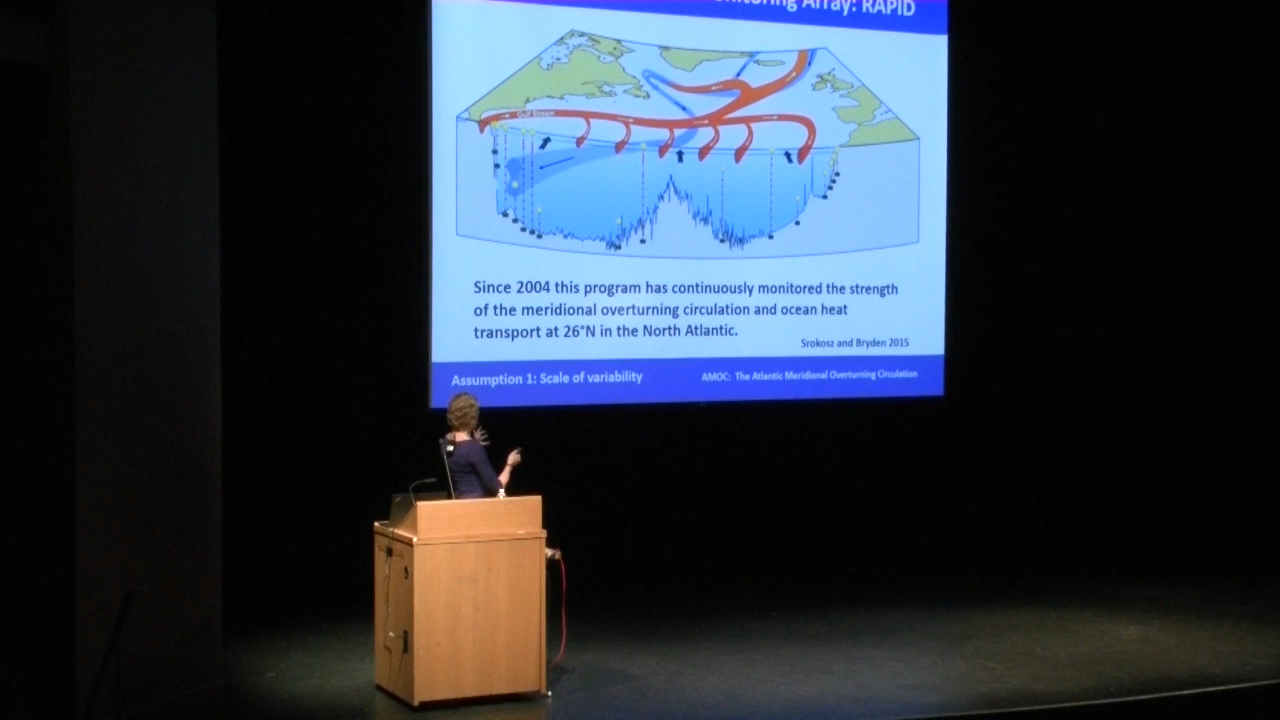 Array: RAPID
Gulf Stream
Since 2004 this program has continuously monitored the strength
of the meridional overturning circulation and ocean heat
transport at 26°N in the North Atlantic.
Srokosz and Bryden 2015
Assumption 1: Scale of variability
AMOC: The Atlantic Meridional Overturning Circulation